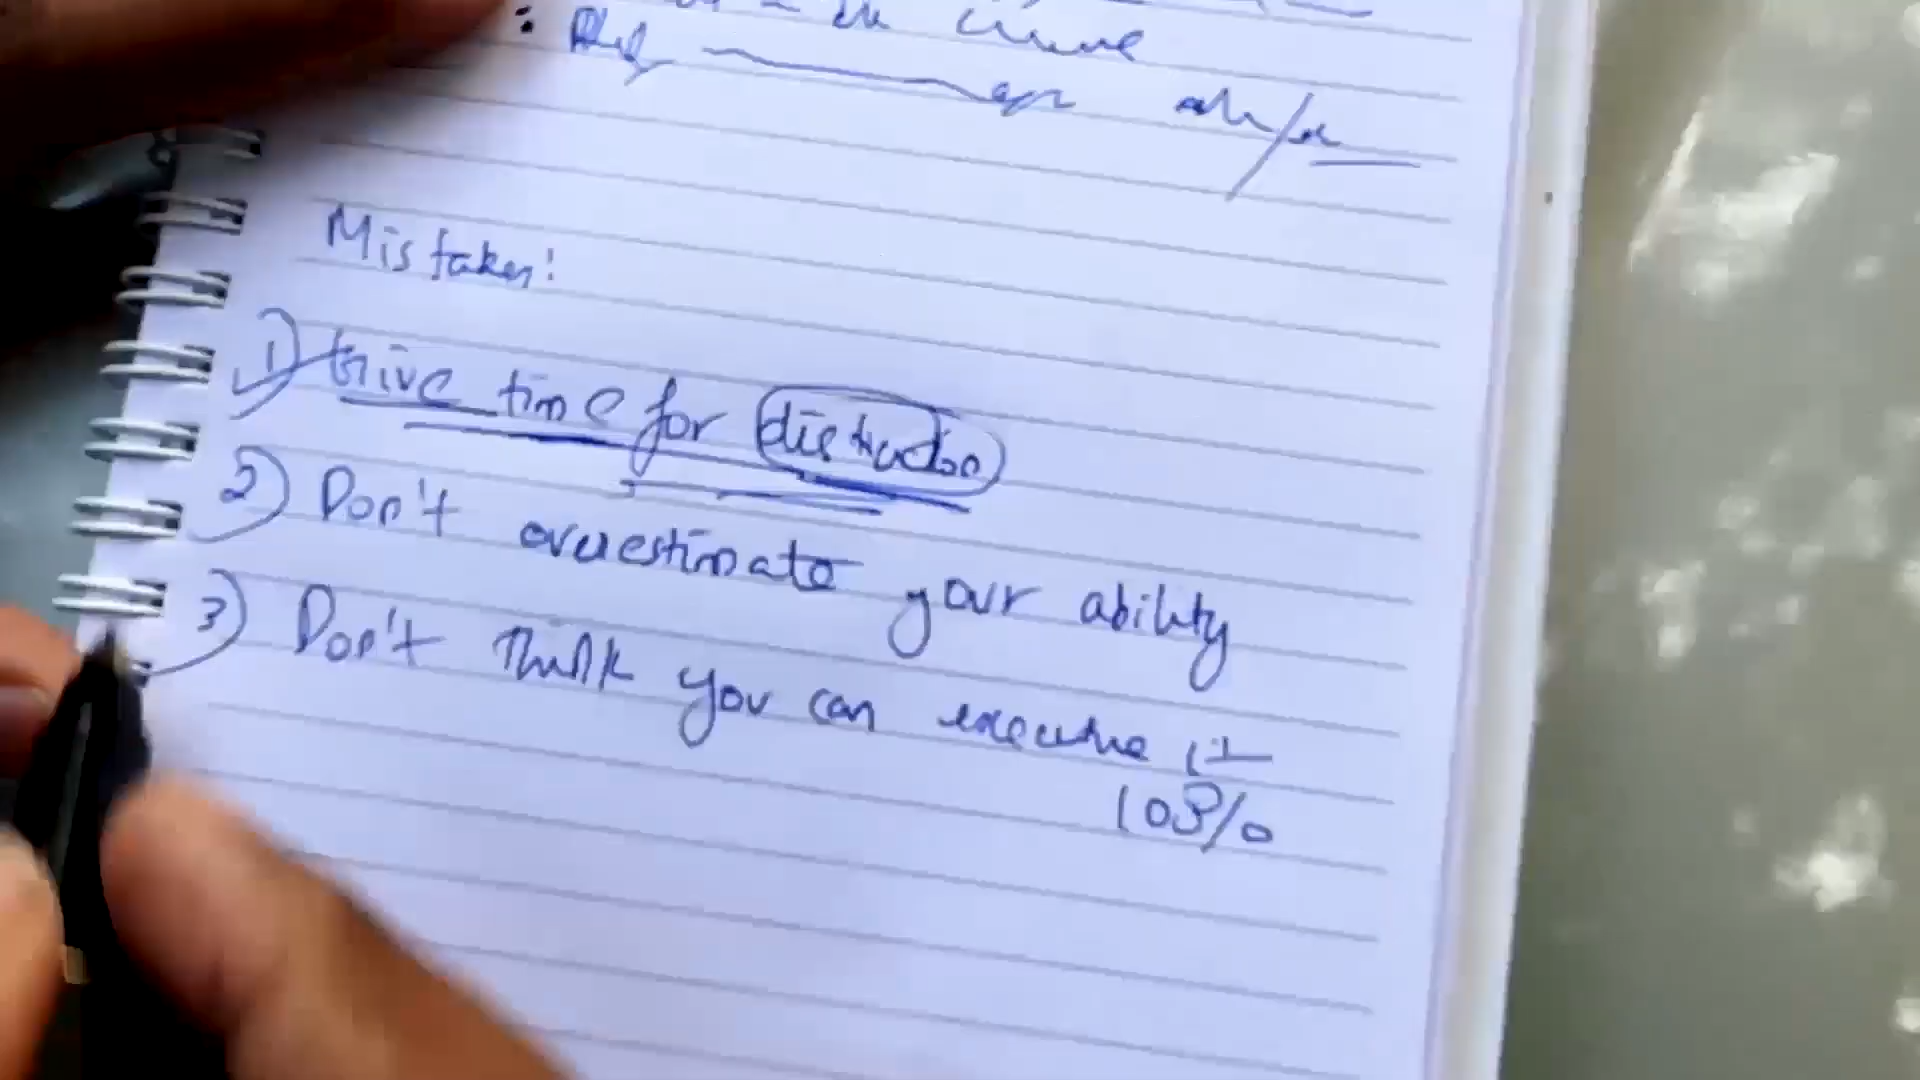 Mistakes:
1) Give time for distraction
2) Don't overestimate your ability
3) Don't Think you can execute it
100%